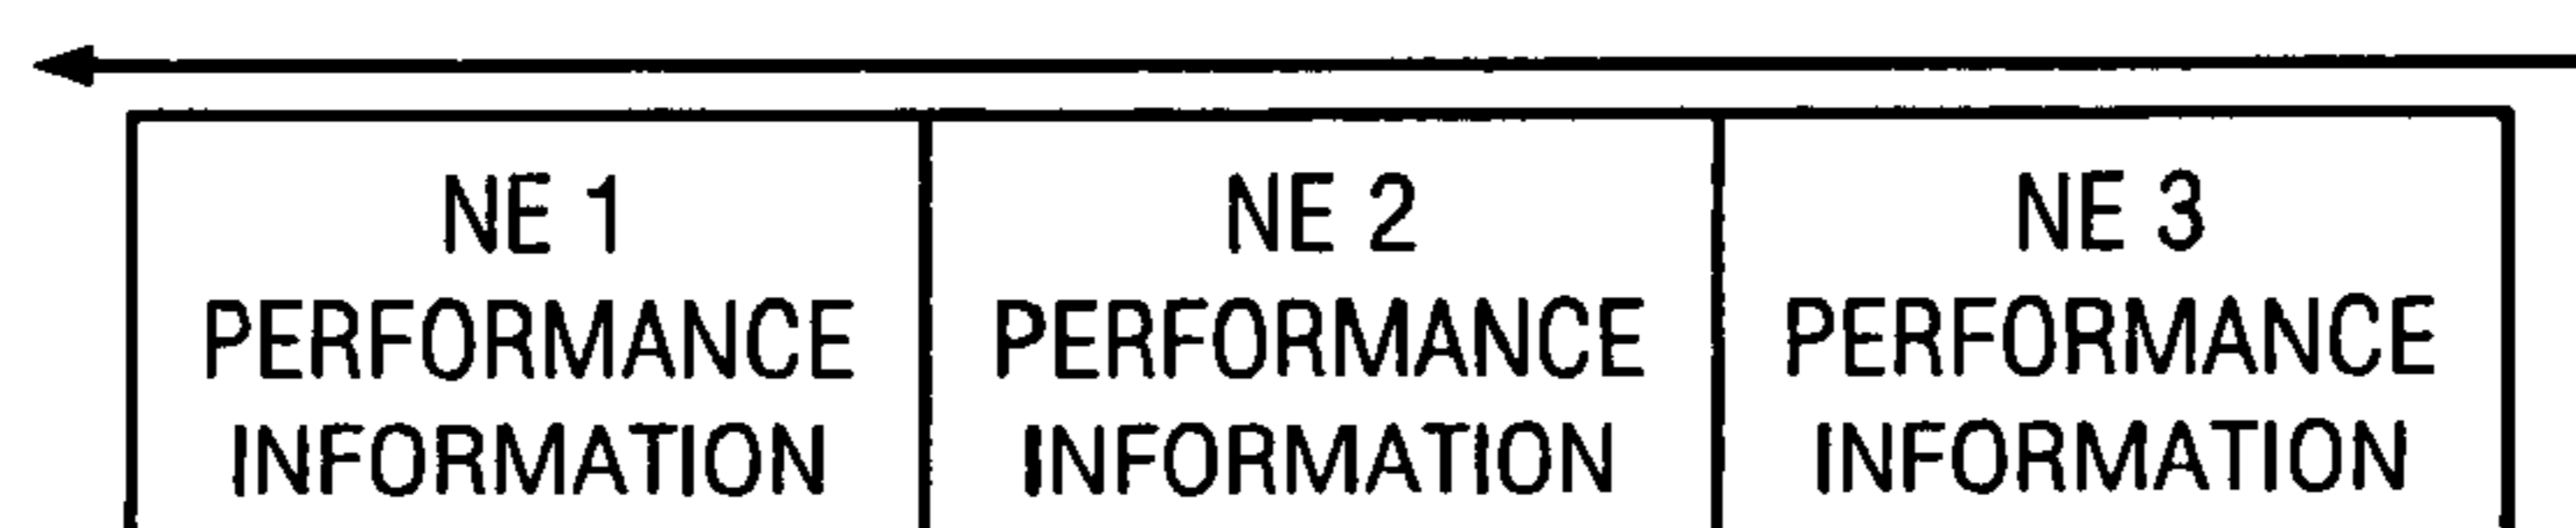 NE 1
PERFORMANCE
INFORMATION
NE 2
PERFORMANCE
INFORMATION
NE 3
PERFORMANCE
INFORMATION